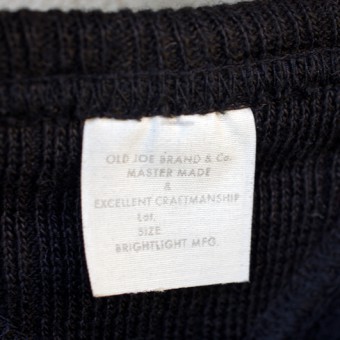 OLD JOE BRAND & Co.
MASTER MADE
&
EXCELLENT CRAFTMANSHIP
Lot.
SIZE
BRIGHTLIGHT MFG.